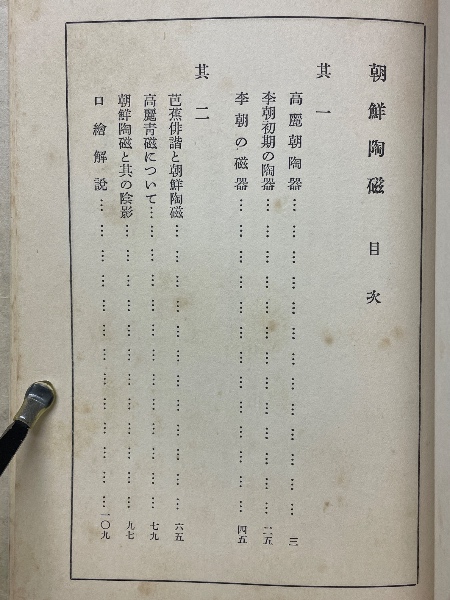 朝鮮陶磁 目次
其一
高麗朝陶器………………………………三
李朝初期の陶器………………………………二五
李朝の磁器………………………………四五
其二
芭蕉俳諧と朝鮮陶磁………………………………六五
高麗青磁について………………………………七九
朝鮮陶磁と其の陰影………………………………九七
口繪解說………………………………一〇九